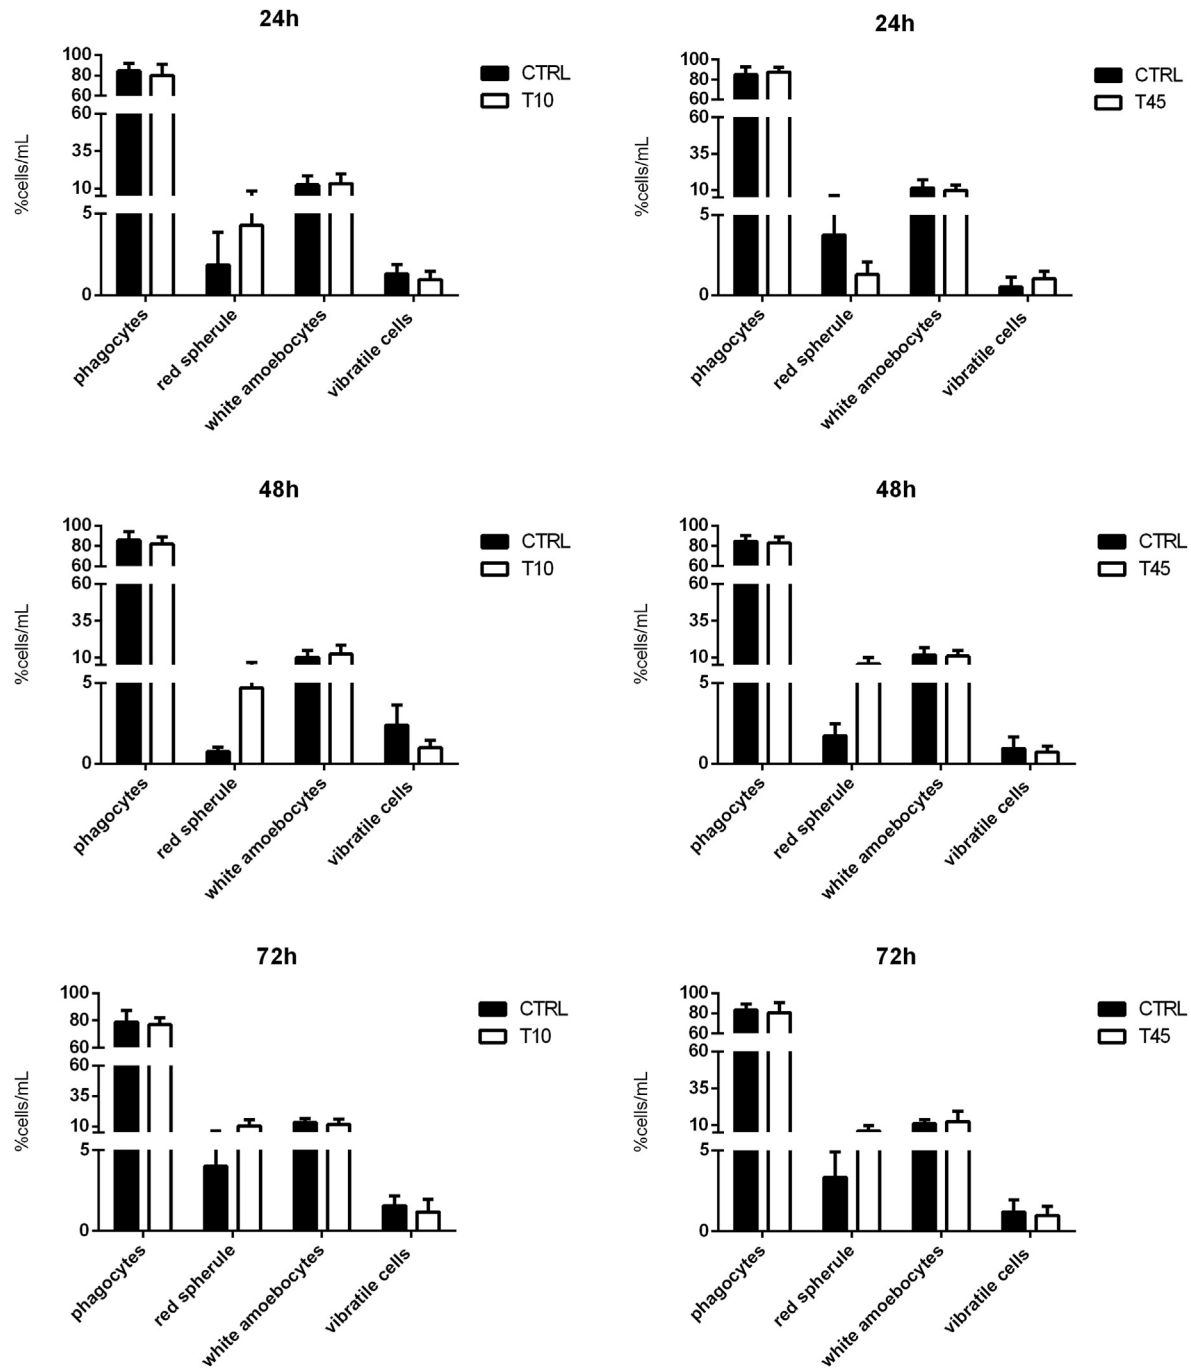 24h
100
80
60
60
35
10
5
0
%cells/mL
CTRL
T10
phagocytes
red spherule
white amoebocytes
vibratile cells
24h
100
80
60
60
35
10
5
0
%cells/mL
CTRL
T45
phagocytes
red spherule
white amoebocytes
vibratile cells
48h
100
80
60
60
35
10
5
0
%cells/mL
CTRL
T10
phagocytes
red spherule
white amoebocytes
vibratile cells
48h
100
80
60
60
35
10
5
0
%cells/mL
CTRL
T45
phagocytes
red spherule
white amoebocytes
vibratile cells
72h
100
80
60
60
35
10
5
0
%cells/mL
CTRL
T10
phagocytes
red spherule
white amoebocytes
vibratile cells
72h
100
80
60
60
35
10
5
0
%cells/mL
CTRL
T45
phagocytes
red spherule
white amoebocytes
vibratile cells